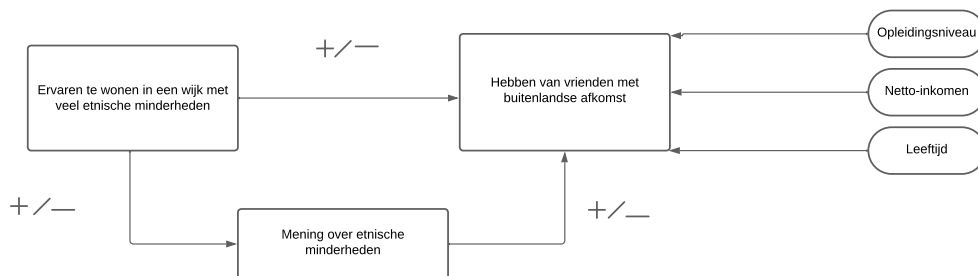 +/—
Ervaren te wonen in een wijk met
veel etnische minderheden
Hebben van vrienden met
buitenlandse afkomst
Opleidingsniveau
Netto-inkomen
Leeftijd
+/—
Mening over etnische
minderheden
+/—